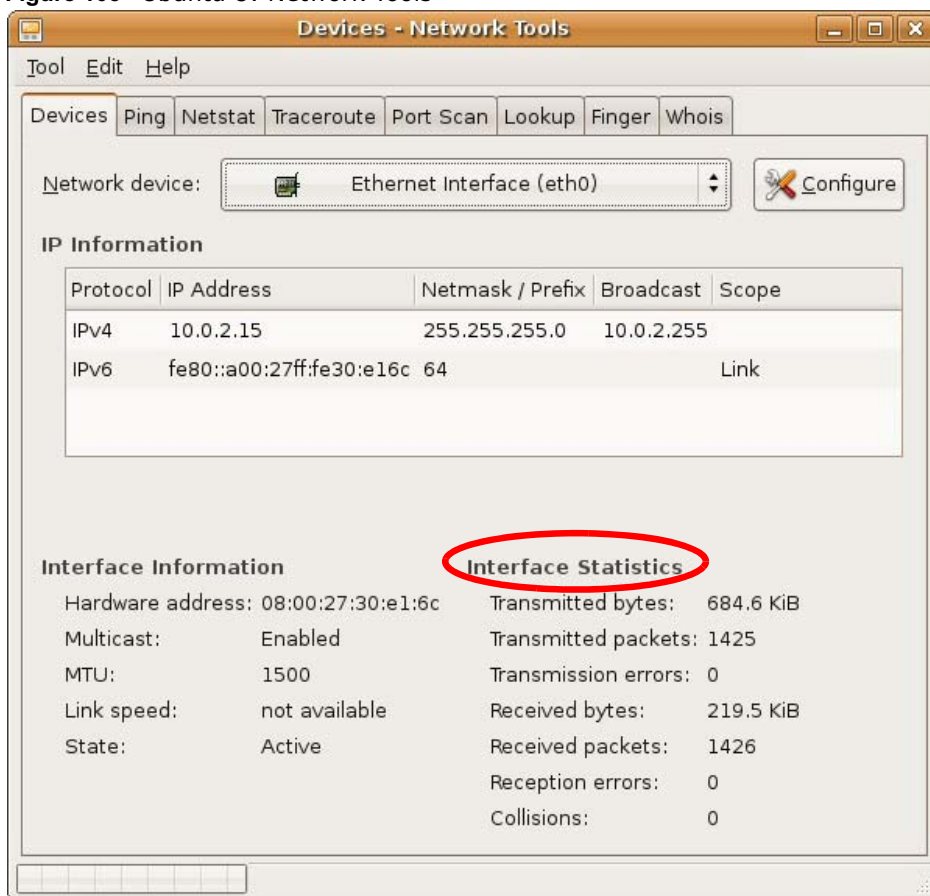 Devices - Network Tools
Tool Edit Help
Devices Ping Netstat Traceroute Port Scan Lookup Finger Whois
Network device: Ethernet Interface (eth0) Configure
IP Information
Protocol IP Address Netmask / Prefix Broadcast Scope
IPv4 10.0.2.15 255.255.255.0 10.0.2.255
IPv6 fe80::a00:27ff:fe30:e16c 64 Link
Interface Information
Hardware address: 08:00:27:30:e1:6c
Multicast: Enabled
MTU: 1500
Link speed: not available
State: Active
Interface Statistics
Transmitted bytes: 684.6 KiB
Transmitted packets: 1425
Transmission errors: 0
Received bytes: 219.5 KiB
Received packets: 1426
Reception errors: 0
Collisions: 0